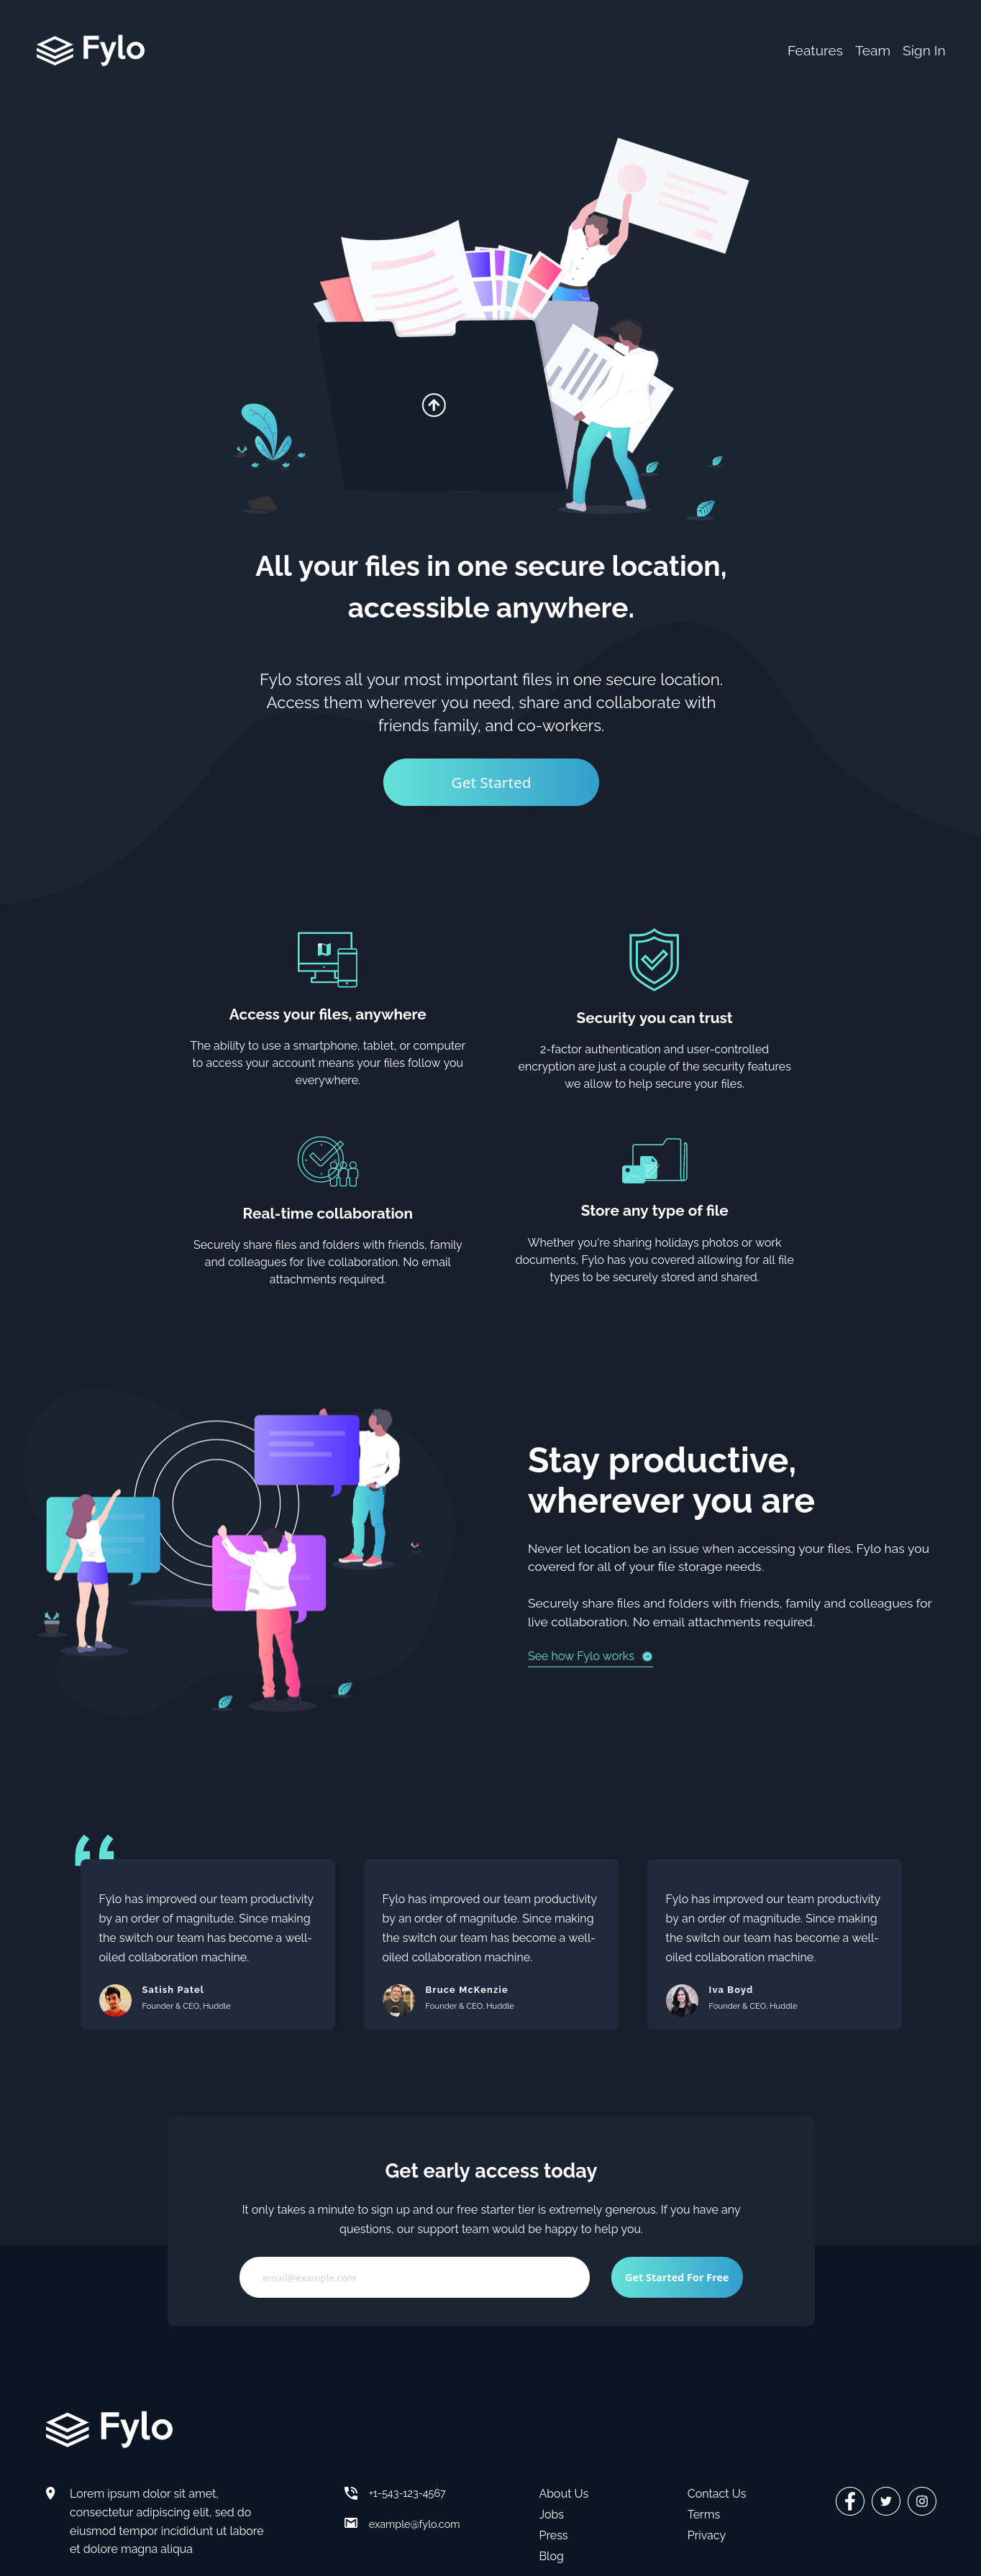 Fylo
Features Team Sign In
All your files in one secure location,
accessible anywhere.
Fylo stores all your most important files in one secure location.
Access them wherever you need, share and collaborate with
friends family, and co-workers.
Get Started
Access your files, anywhere
The ability to use a smartphone, tablet, or computer
to access your account means your files follow you
everywhere.
Security you can trust
2-factor authentication and user-controlled
encryption are just a couple of the security features
we allow to help secure your files.
Real-time collaboration
Securely share files and folders with friends, family
and colleagues for live collaboration. No email
attachments required.
Store any type of file
Whether you're sharing holidays photos or work
documents, Fylo has you covered allowing for all file
types to be securely stored and shared.
Stay productive,
wherever you are
Never let location be an issue when accessing your files. Fylo has you
covered for all of your file storage needs.
Securely share files and folders with friends, family and colleagues for
live collaboration. No email attachments required.
See how Fylo works
Fylo has improved our team productivity
by an order of magnitude. Since making
the switch our team has become a well-
oiled collaboration machine.
Satish Patel
Founder & CEO, Huddle
Fylo has improved our team productivity
by an order of magnitude. Since making
the switch our team has become a well-
oiled collaboration machine.
Bruce McKenzie
Founder & CEO, Huddle
Fylo has improved our team productivity
by an order of magnitude. Since making
the switch our team has become a well-
oiled collaboration machine.
Iva Boyd
Founder & CEO, Huddle
Get early access today
It only takes a minute to sign up and our free starter tier is extremely generous. If you have any
questions, our support team would be happy to help you.
email@example.com
Get Started For Free
Fylo
Lorem ipsum dolor sit amet,
consectetur adipiscing elit, sed do
eiusmod tempor incididunt ut labore
et dolore magna aliqua
+1-543-123-4567
example@fylo.com
About Us
Jobs
Press
Blog
Contact Us
Terms
Privacy